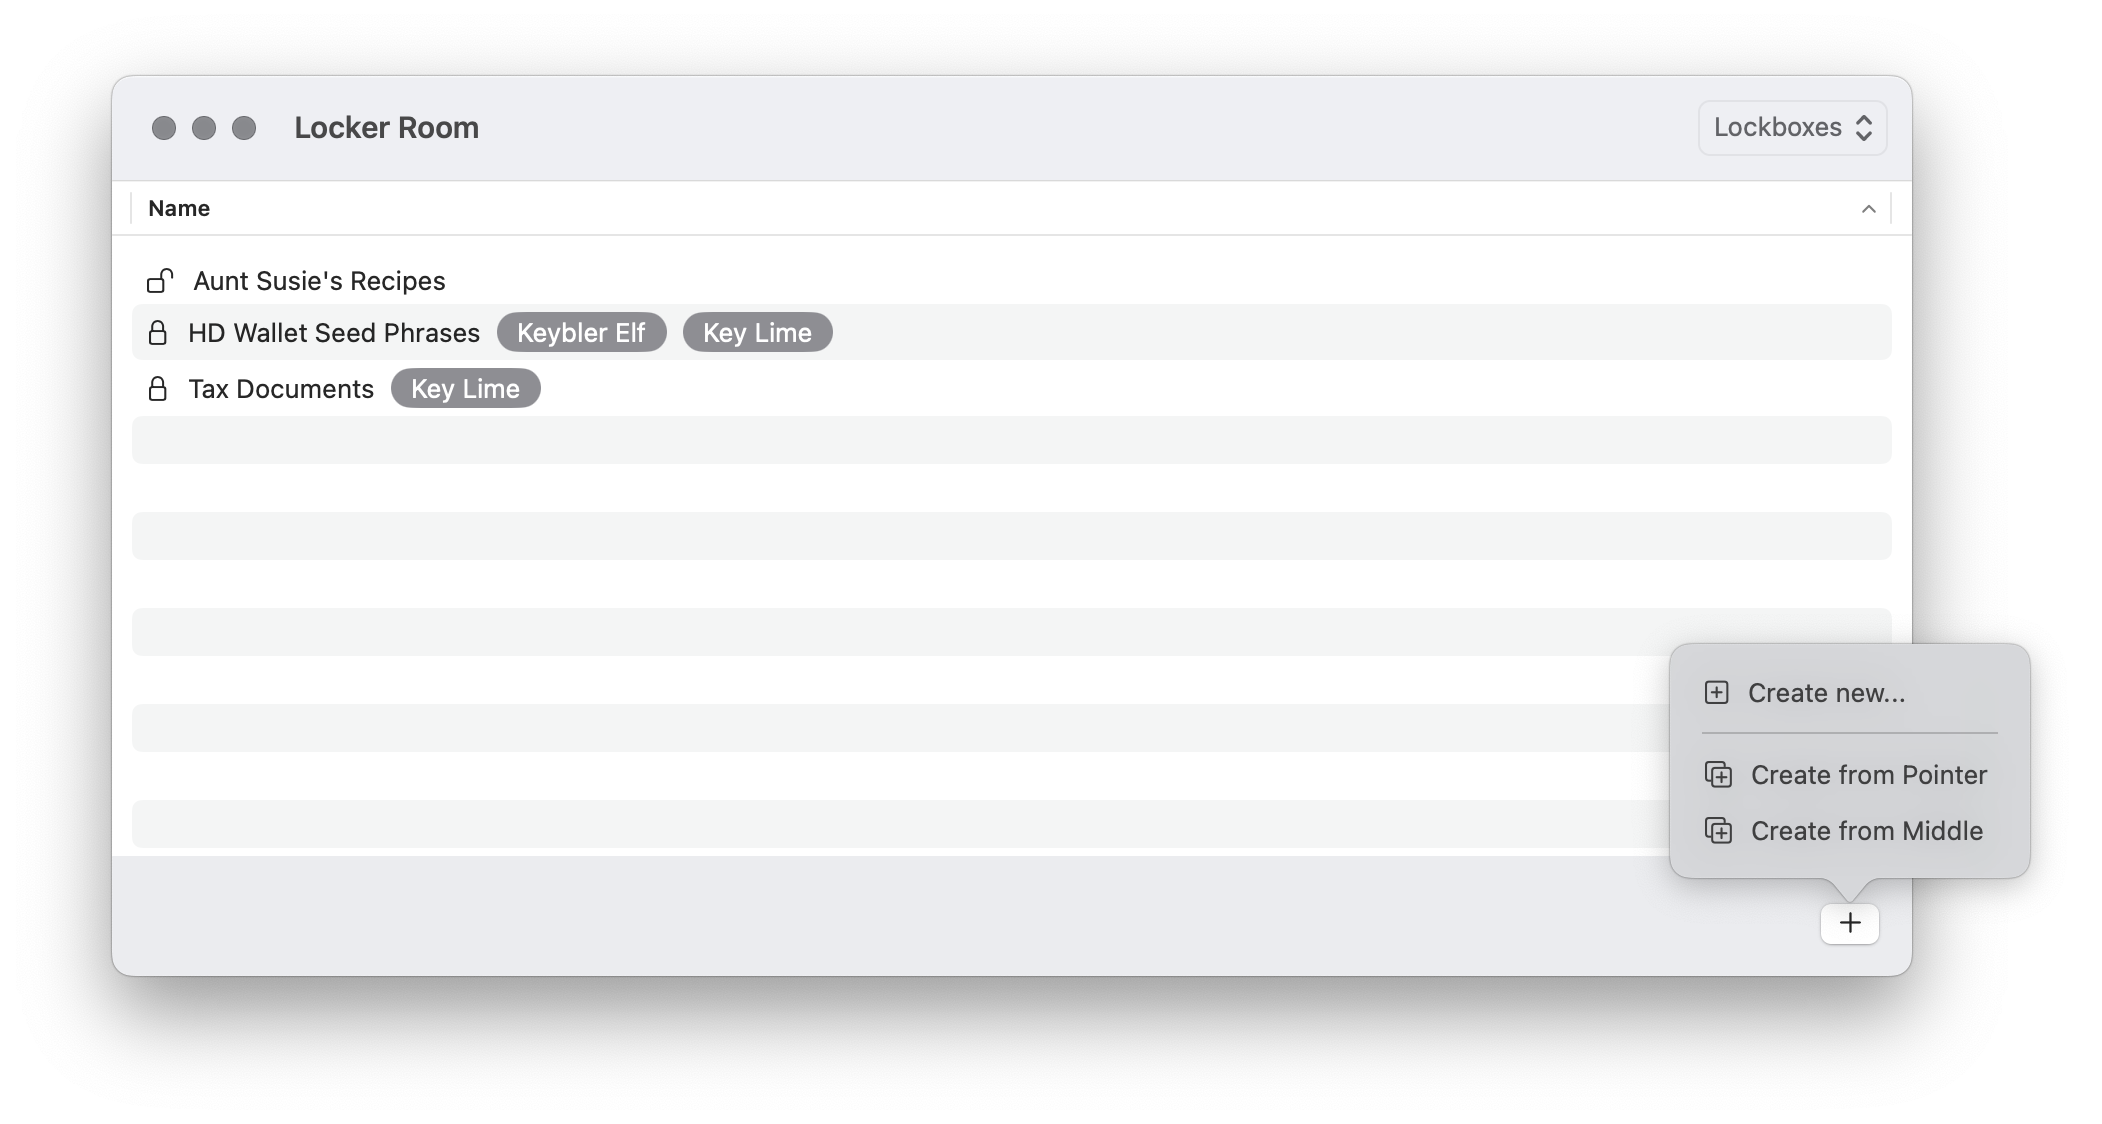 Locker Room
Lockboxes
Name
Aunt Susie's Recipes
HD Wallet Seed Phrases Keybler Elf Key Lime
Tax Documents Key Lime
Create new...
Create from Pointer
Create from Middle